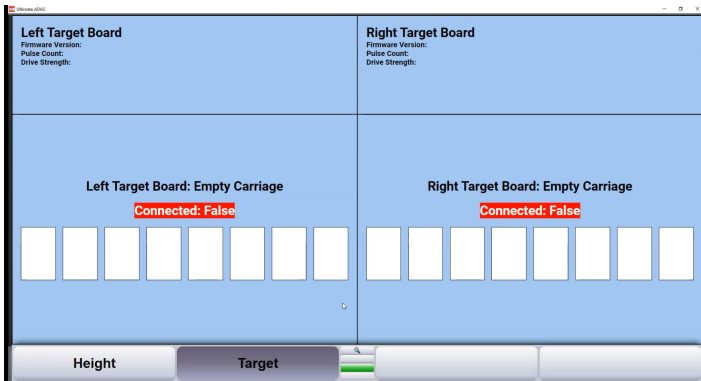 Ultimate ADAS
Left Target Board
Firmware Version:
Pulse Count:
Drive Strength:
Right Target Board
Firmware Version:
Pulse Count:
Drive Strength:
Left Target Board: Empty Carriage
Connected: False
Right Target Board: Empty Carriage
Connected: False
Height
Target